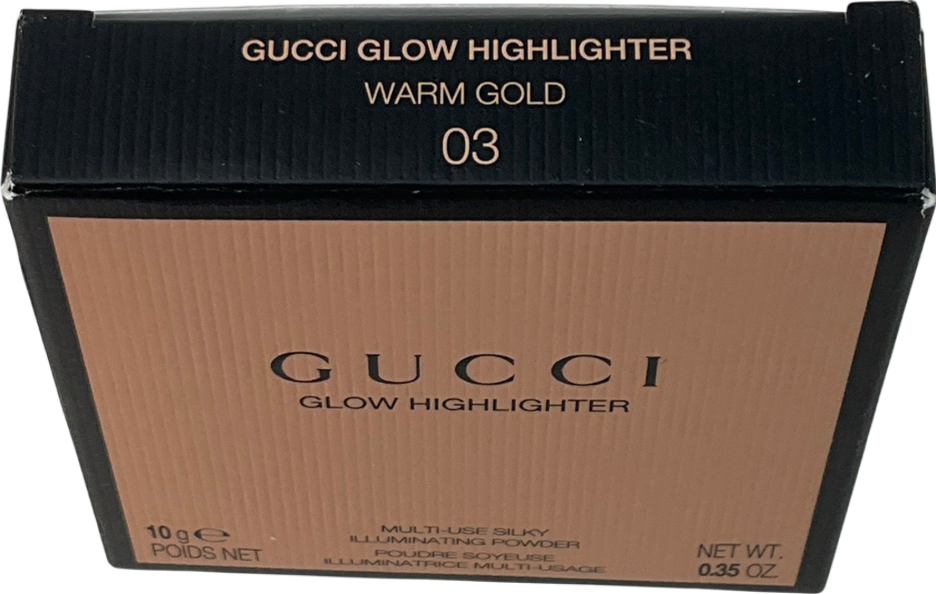 GUCCI GLOW HIGHLIGHTER
WARM GOLD
03
GUCCI
GLOW HIGHLIGHTER
10 g ℮
POIDS NET
MULTI-USE SILKY
ILLUMINATING POWDER
POUDRE SOYEUSE
ILLUMINATRICE MULTI-USAGE
NET WT.
0.35 OZ.